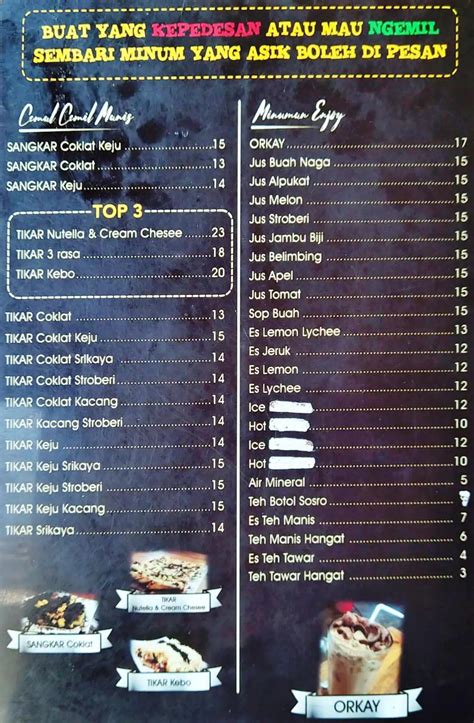 BUAT YANG KEPEDESAN ATAU MAU NGEMIL
SEMBARI MINUM YANG ASIK BOLEH DI PESAN
Cemal Cemil Manis
SANGKAR Coklat Keju 15
SANGKAR Coklat 13
SANGKAR Keju 14
TOP 3
TIKAR Nutella & Cream Chesee 23
TIKAR 3 rasa 18
TIKAR Kebo 20
TIKAR Coklat 13
TIKAR Coklat Keju 15
TIKAR Coklat Srikaya 14
TIKAR Coklat Stroberi 14
TIKAR Coklat Kacang 14
TIKAR Kacang Stroberi 14
TIKAR Keju 14
TIKAR Keju Srikaya 15
TIKAR Keju Stroberi 15
TIKAR Keju Kacang 15
TIKAR Srikaya 14
TIKAR
Nutella & Cream Chesee
SANGKAR Coklat
TIKAR Kebo
Minuman Enjoy
ORKAY 17
Jus Buah Naga 15
Jus Alpukat 15
Jus Melon 15
Jus Stroberi 15
Jus Jambu Biji 15
Jus Belimbing 15
Jus Apel 15
Jus Tomat 15
Sop Buah 15
Es Lemon Lychee 13
Es Jeruk 12
Es Lemon 12
Es Lychee 12
Ice 12
Hot 10
Ice 12
Hot 10
Air Mineral 5
Teh Botol Sosro
Es Teh Manis 7
Teh Manis Hangat 6
Es Teh Tawar 4
Teh Tawar Hangat 3
ORKAY